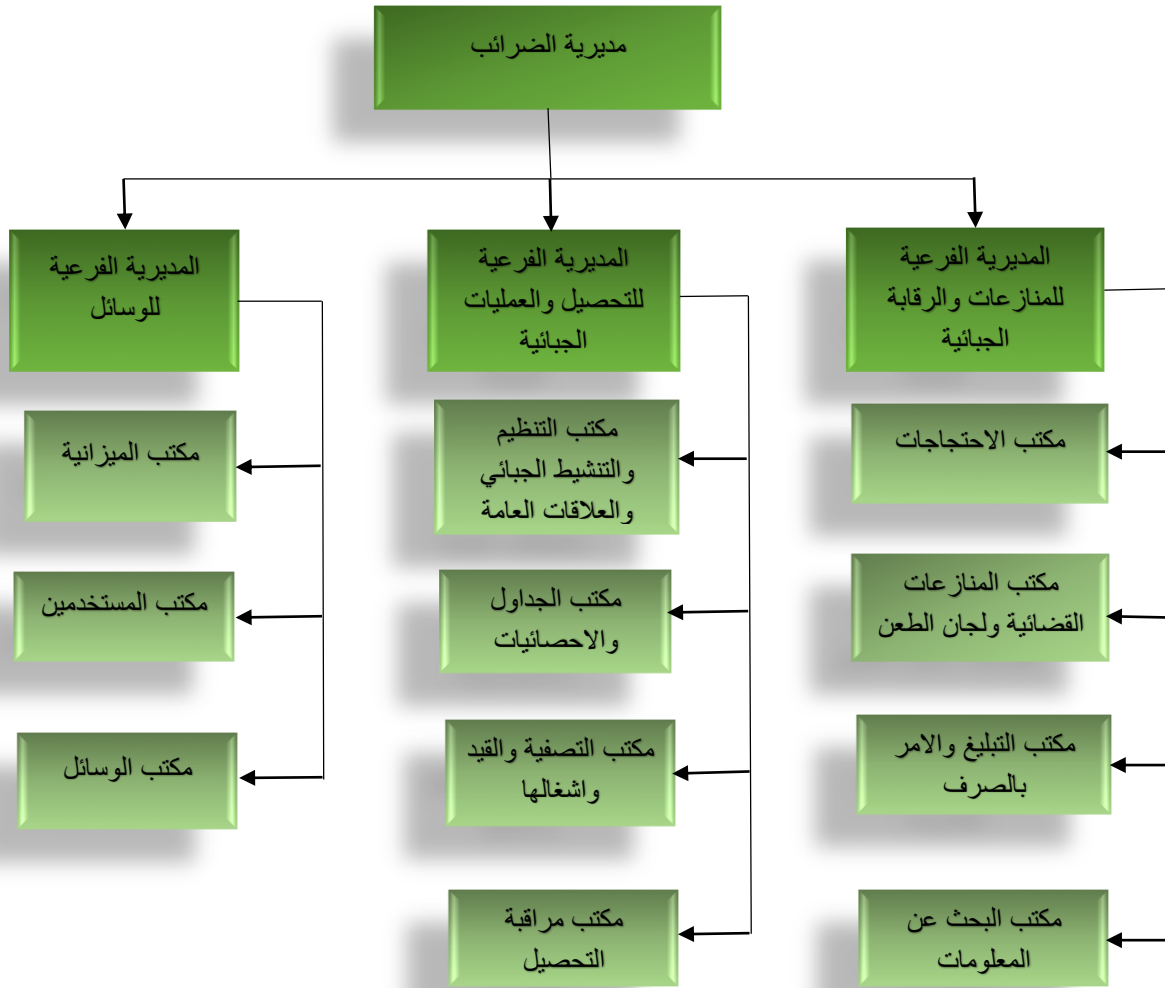 مديرية الضرائب
المديرية الفرعية
للمنازعات والرقابة
الجبائية
المديرية الفرعية
للتحصيل والعمليات
الجبائية
المديرية الفرعية
للوسائل
مكتب الاحتجاجات
مكتب التنظيم
والتنشيط الجبائي
والعلاقات العامة
مكتب الميزانية
مكتب المنازعات
القضائية ولجان الطعن
مكتب الجداول
والاحصائيات
مكتب المستخدمين
مكتب التبليغ والامر
بالصرف
مكتب التصفية والقيد
واشغالها
مكتب الوسائل
مكتب البحث عن
المعلومات
مكتب مراقبة
التحصيل